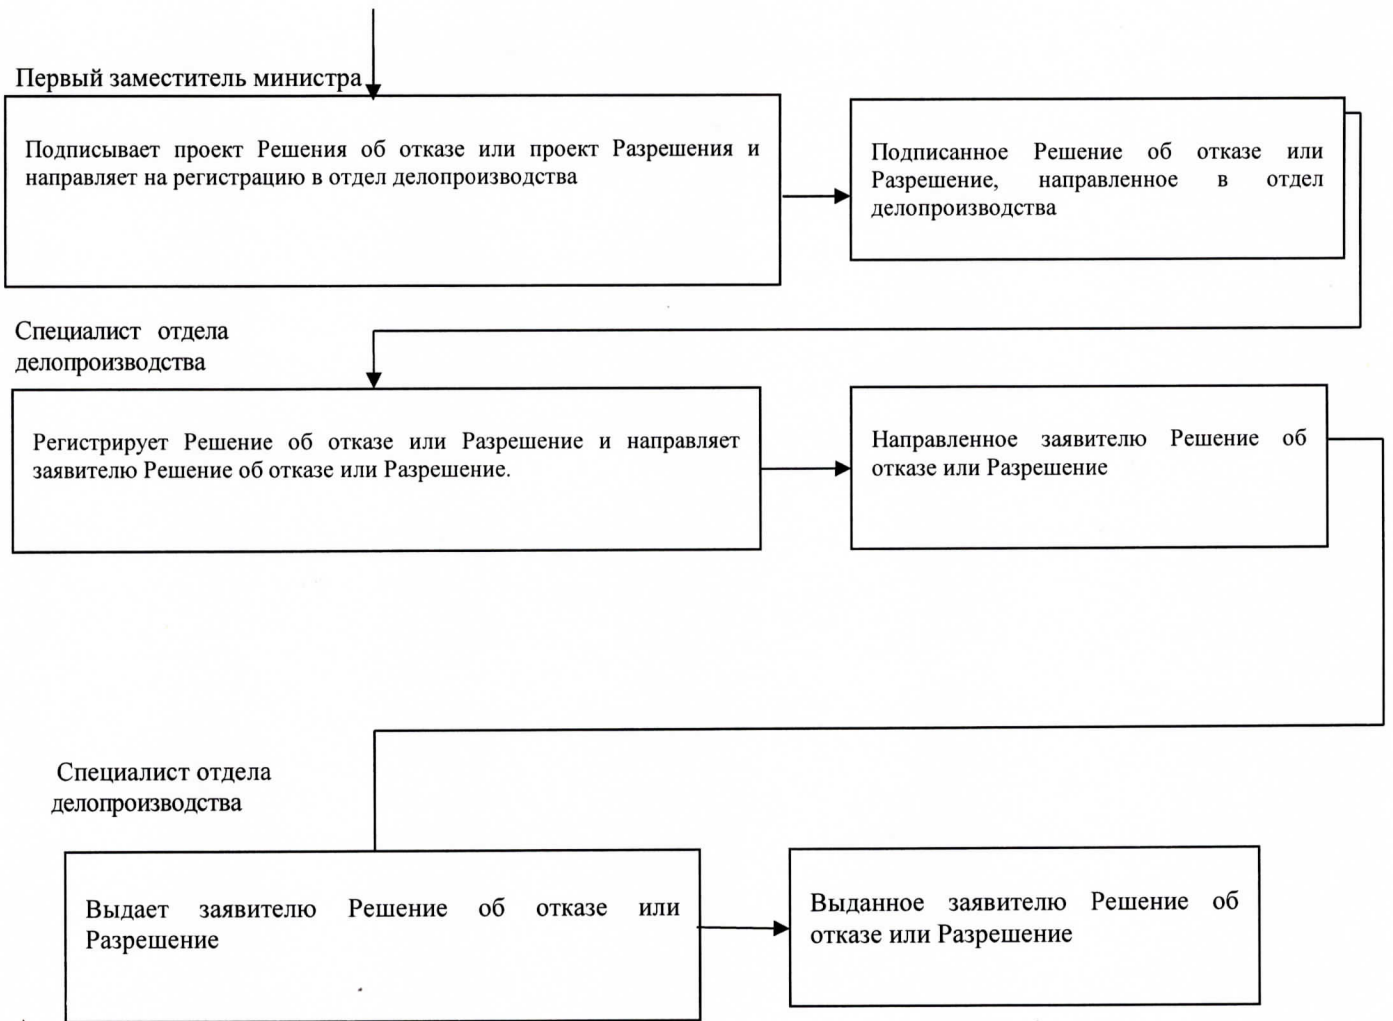 Первый заместитель министра
Подписывает проект Решения об отказе или проект Разрешения и
направляет на регистрацию в отдел делопроизводства
Подписанное Решение об отказе или
Разрешение, направленное в отдел
делопроизводства
Специалист отдела
делопроизводства
Регистрирует Решение об отказе или Разрешение и направляет
заявителю Решение об отказе или Разрешение.
Направленное заявителю Решение об
отказе или Разрешение
Специалист отдела
делопроизводства
Выдает заявителю Решение об отказе или
Разрешение
Выданное заявителю Решение об
отказе или Разрешение